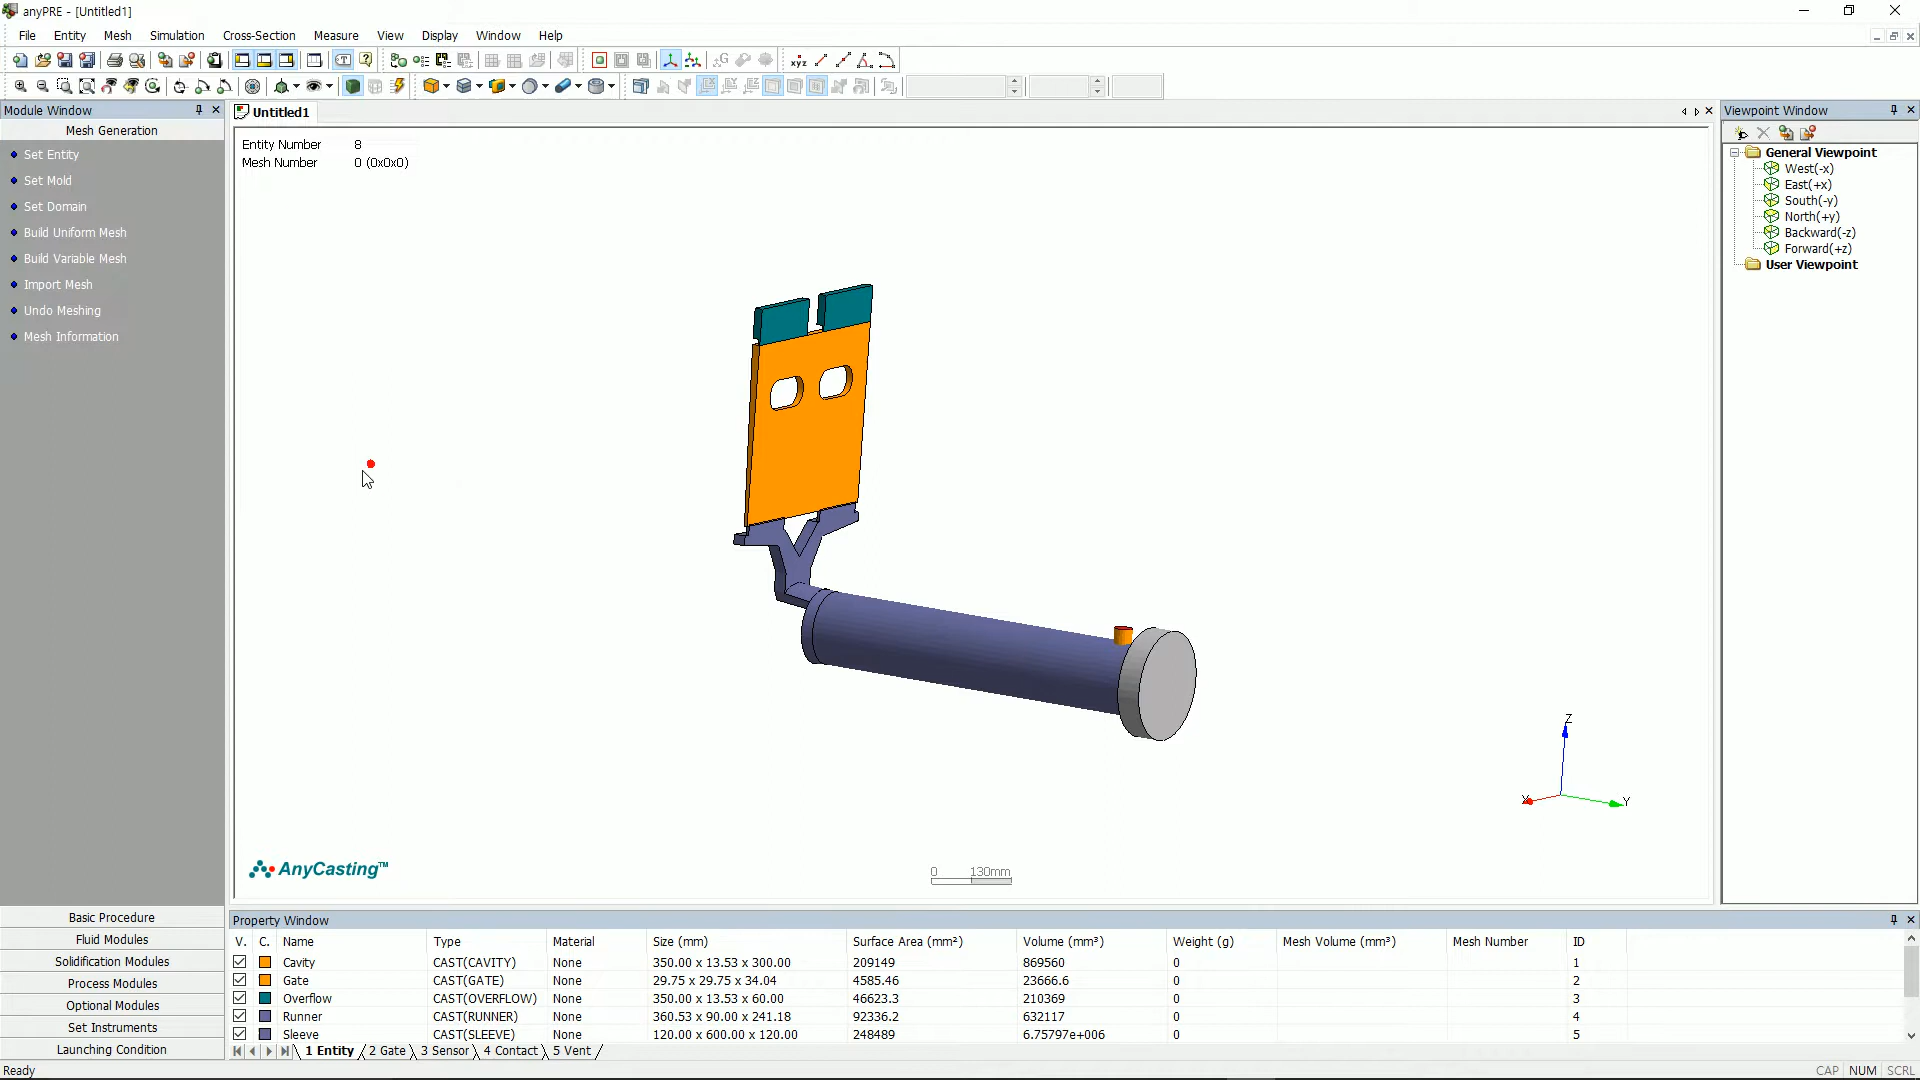 anyPRE - [Untitled1]
File Entity Mesh Simulation Cross-Section Measure View Display Window Help
Module Window
Mesh Generation
Set Entity
Set Mold
Set Domain
Build Uniform Mesh
Build Variable Mesh
Import Mesh
Undo Meshing
Mesh Information
Basic Procedure
Fluid Modules
Solidification Modules
Process Modules
Optional Modules
Set Instruments
Launching Condition
Untitled1
Entity Number 8
Mesh Number 0 (0x0x0)
Z
X
Y
AnyCasting™
0 130mm
Viewpoint Window
General Viewpoint
West(-x)
East(+x)
South(-y)
North(+y)
Backward(-z)
Forward(+z)
User Viewpoint
Property Window
V. C. Name Type Material Size (mm) Surface Area (mm²) Volume (mm³) Weight (g) Mesh Volume (mm³) Mesh Number ID
Cavity CAST(CAVITY) None 350.00 x 13.53 x 300.00 209149 869560 0 1
Gate CAST(GATE) None 29.75 x 29.75 x 34.04 4585.46 23666.6 0 2
Overflow CAST(OVERFLOW) None 350.00 x 13.53 x 60.00 46623.3 210369 0 3
Runner CAST(RUNNER) None 360.53 x 90.00 x 241.18 92336.2 632117 0 4
Sleeve CAST(SLEEVE) None 120.00 x 600.00 x 120.00 248489 6.75797e+006 0 5
1 Entity 2 Gate 3 Sensor 4 Contact 5 Vent
Ready
CAP NUM SCRL